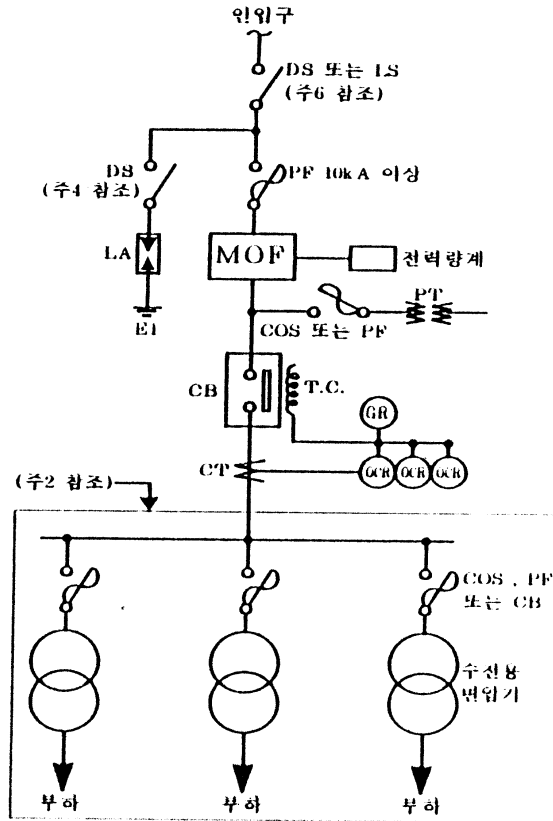 인입구
DS 또는 LS
(주6 참조)
DS
(주4 참조)
PF 10kA 이상
LA
MOF
전력량계
E1
COS 또는 PF
PT
CB
T.C.
GR
CT
OCR
OCR
OCR
(주2 참조)
COS, PF
또는 CB
수전용
변압기
부하
부하
부하